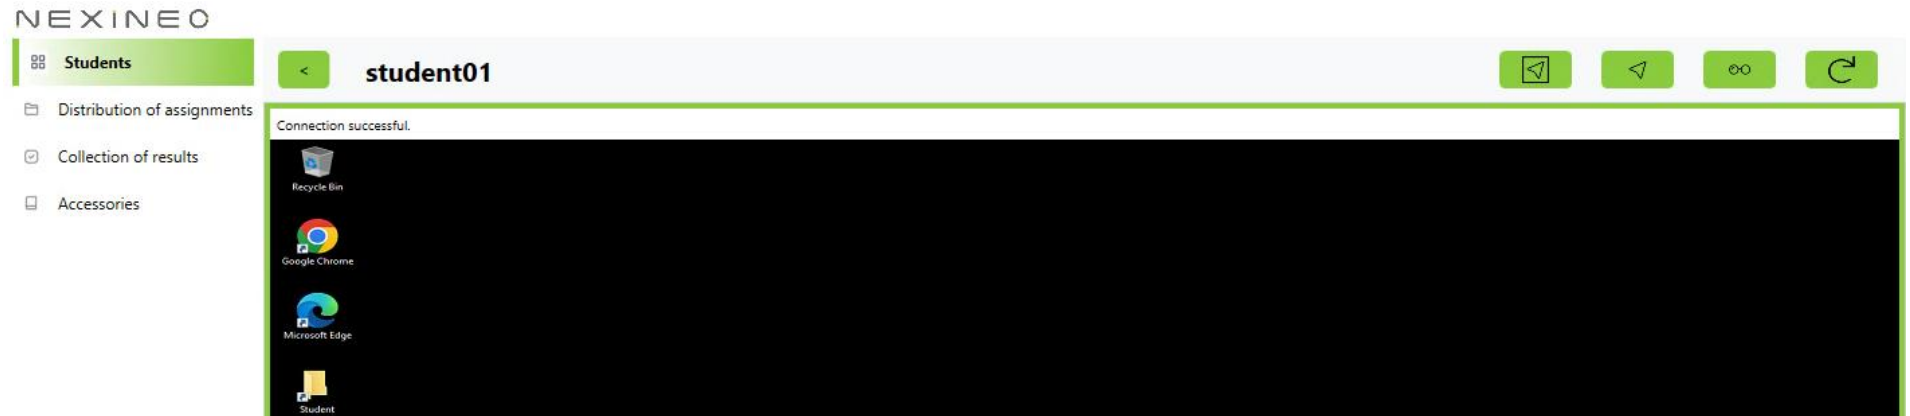 NEXINEO
Students
Distribution of assignments
Collection of results
Accessories
<
student01
Connection successful.
Recycle Bin
Google Chrome
Microsoft Edge
Student